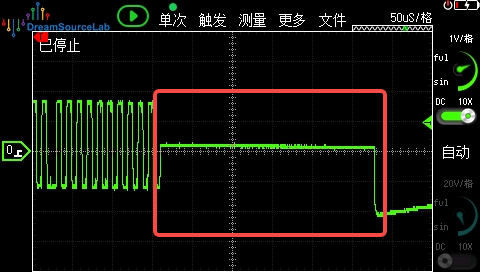 DreamSourceLab
单次 触发 测量 更多 文件
50uS/格
T
已停止
1V/格
ful
sin
DC 10X
0
自动
20V/格
ful
sin
DC 10X